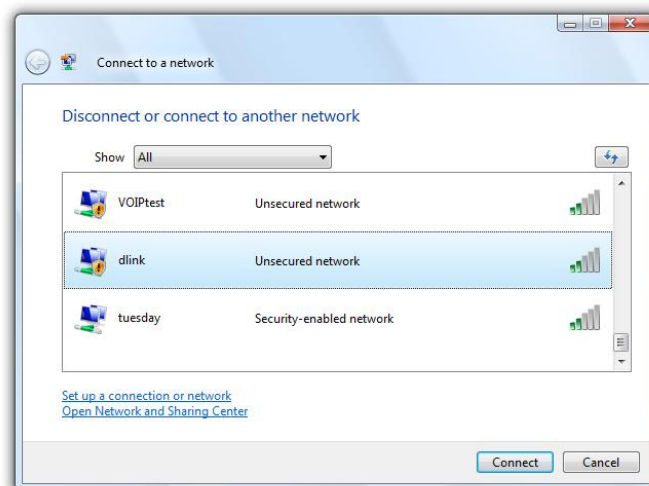 Connect to a network
Disconnect or connect to another network
Show All
VOIPtest Unsecured network
dlink Unsecured network
tuesday Security-enabled network
Set up a connection or network
Open Network and Sharing Center
Connect Cancel